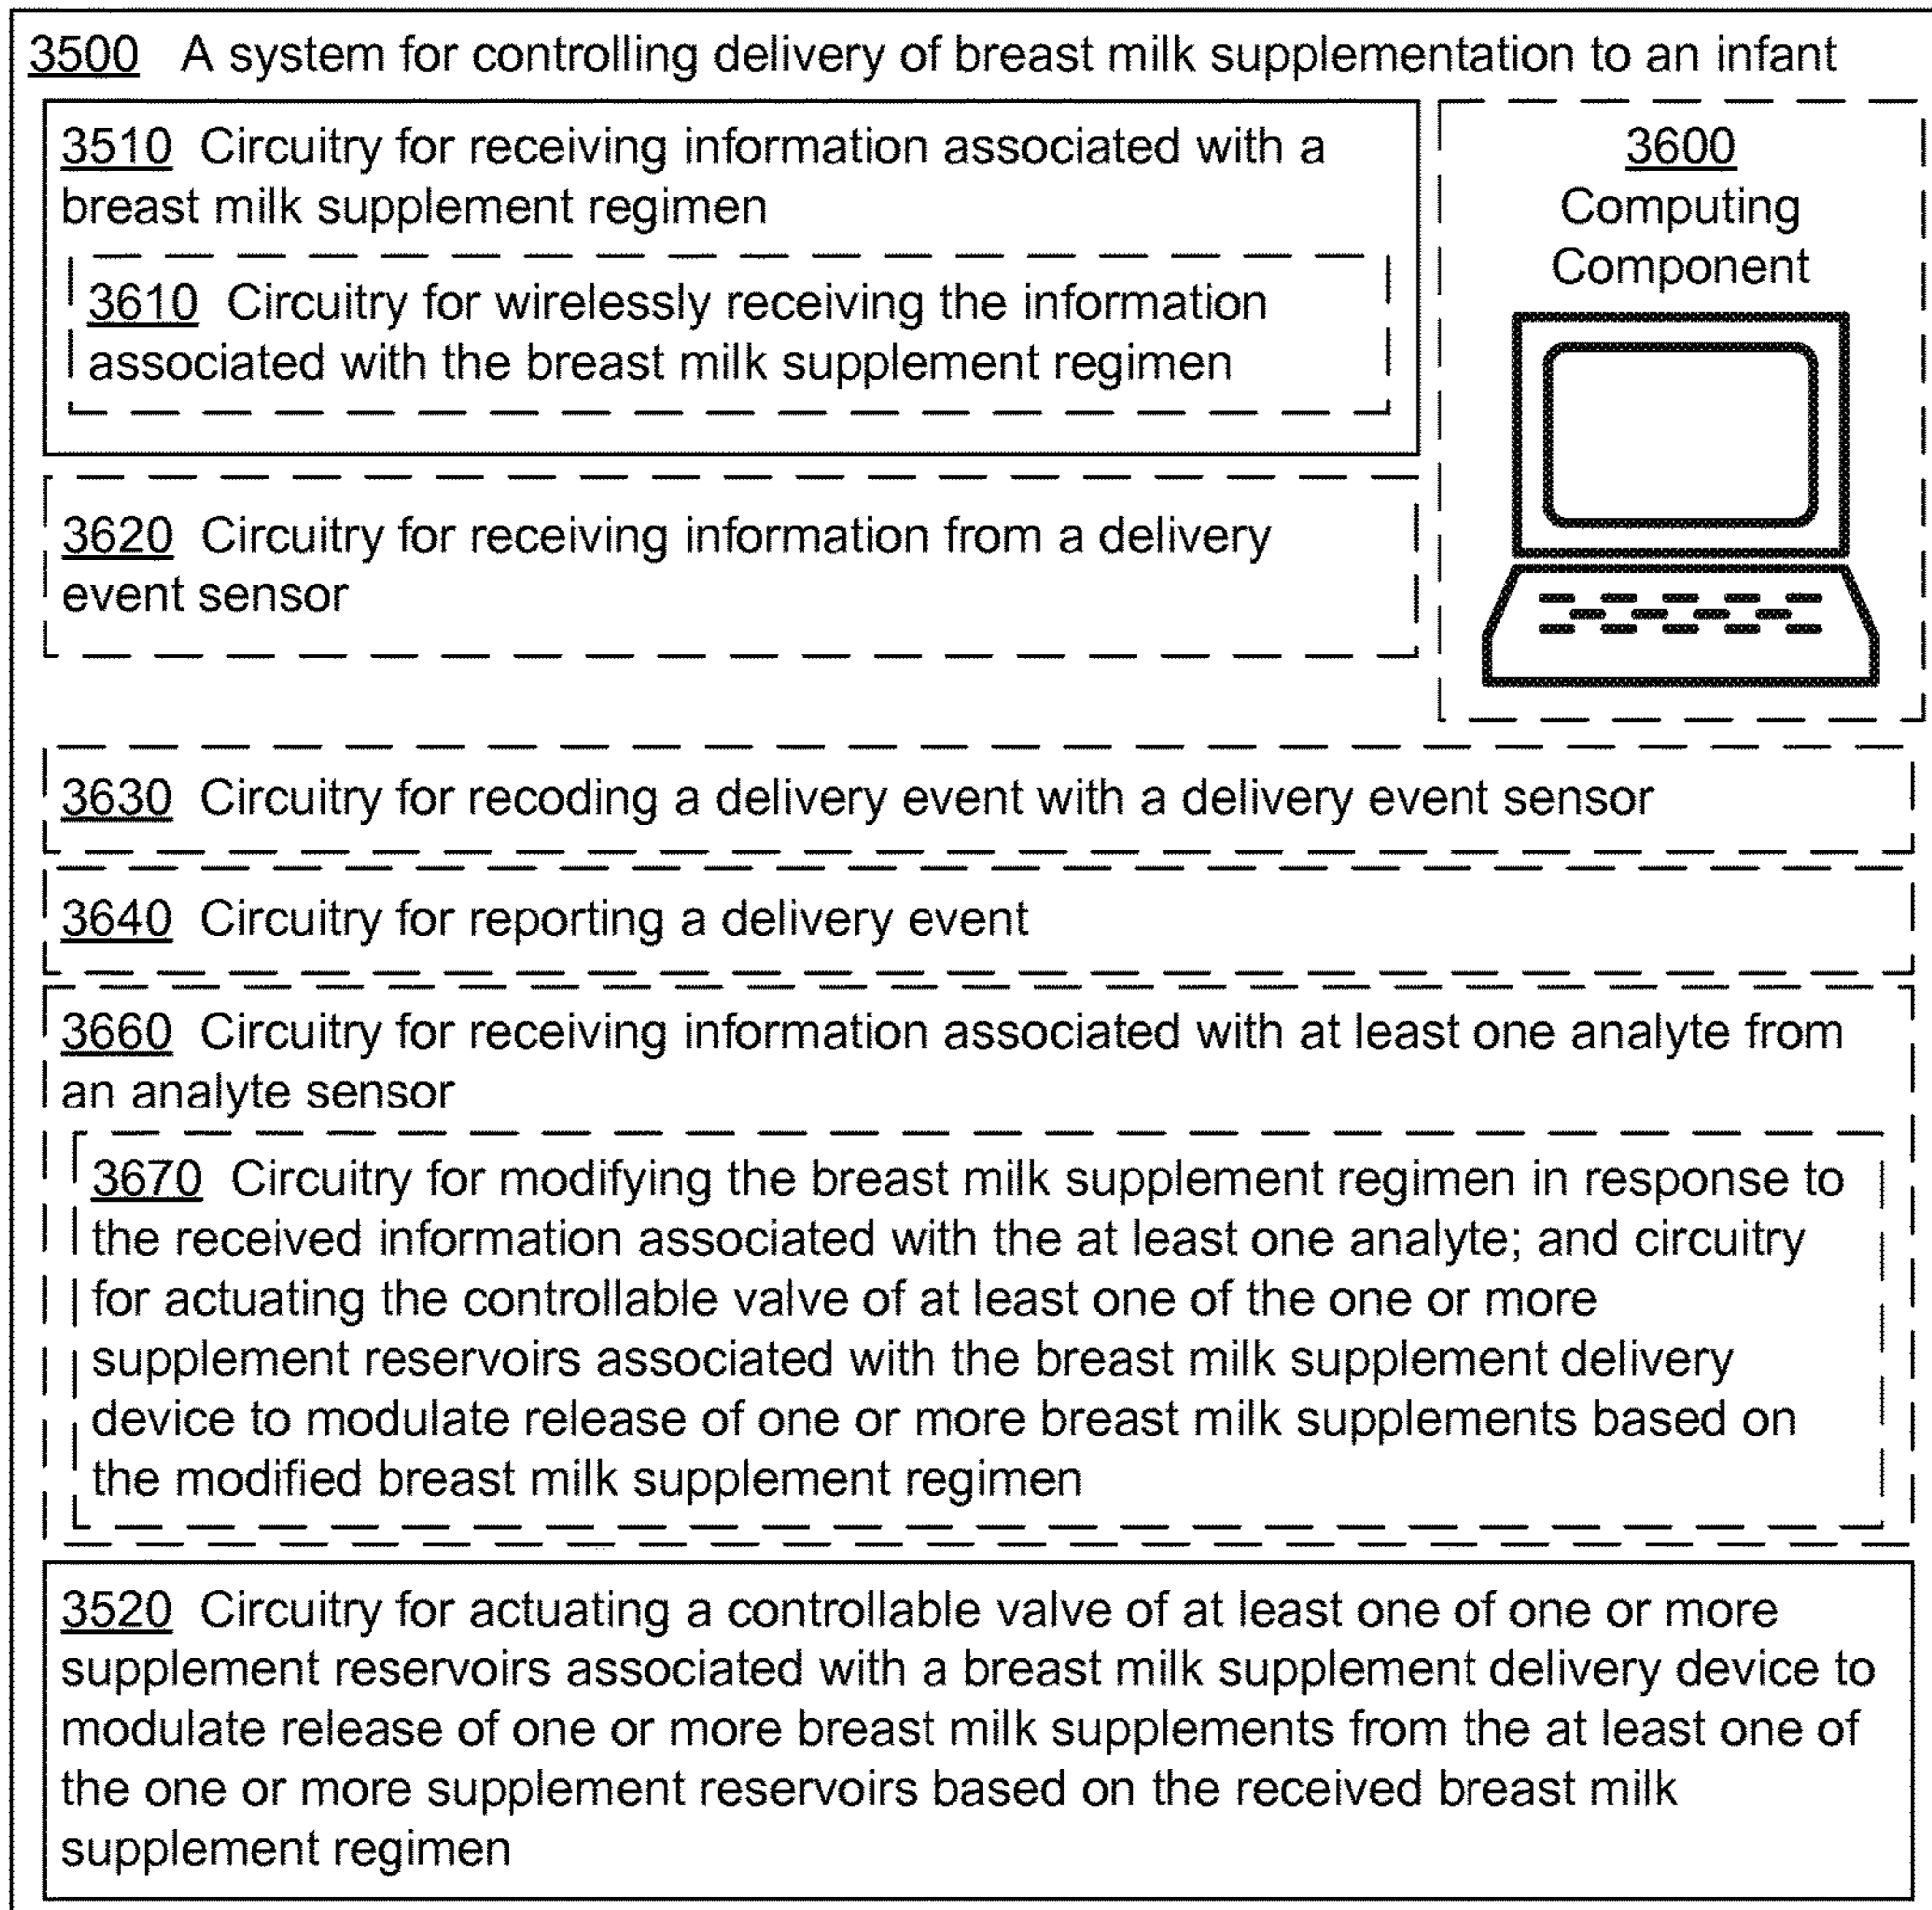 3500 A system for controlling delivery of breast milk supplementation to an infant
3510 Circuitry for receiving information associated with a
breast milk supplement regimen
3610 Circuitry for wirelessly receiving the information
associated with the breast milk supplement regimen
3600
Computing
Component
3620 Circuitry for receiving information from a delivery
event sensor
3630 Circuitry for recoding a delivery event with a delivery event sensor
3640 Circuitry for reporting a delivery event
3660 Circuitry for receiving information associated with at least one analyte from
an analyte sensor
3670 Circuitry for modifying the breast milk supplement regimen in response to
the received information associated with the at least one analyte; and circuitry
for actuating the controllable valve of at least one of the one or more
supplement reservoirs associated with the breast milk supplement delivery
device to modulate release of one or more breast milk supplements based on
the modified breast milk supplement regimen
3520 Circuitry for actuating a controllable valve of at least one of one or more
supplement reservoirs associated with a breast milk supplement delivery device to
modulate release of one or more breast milk supplements from the at least one of
the one or more supplement reservoirs based on the received breast milk
supplement regimen